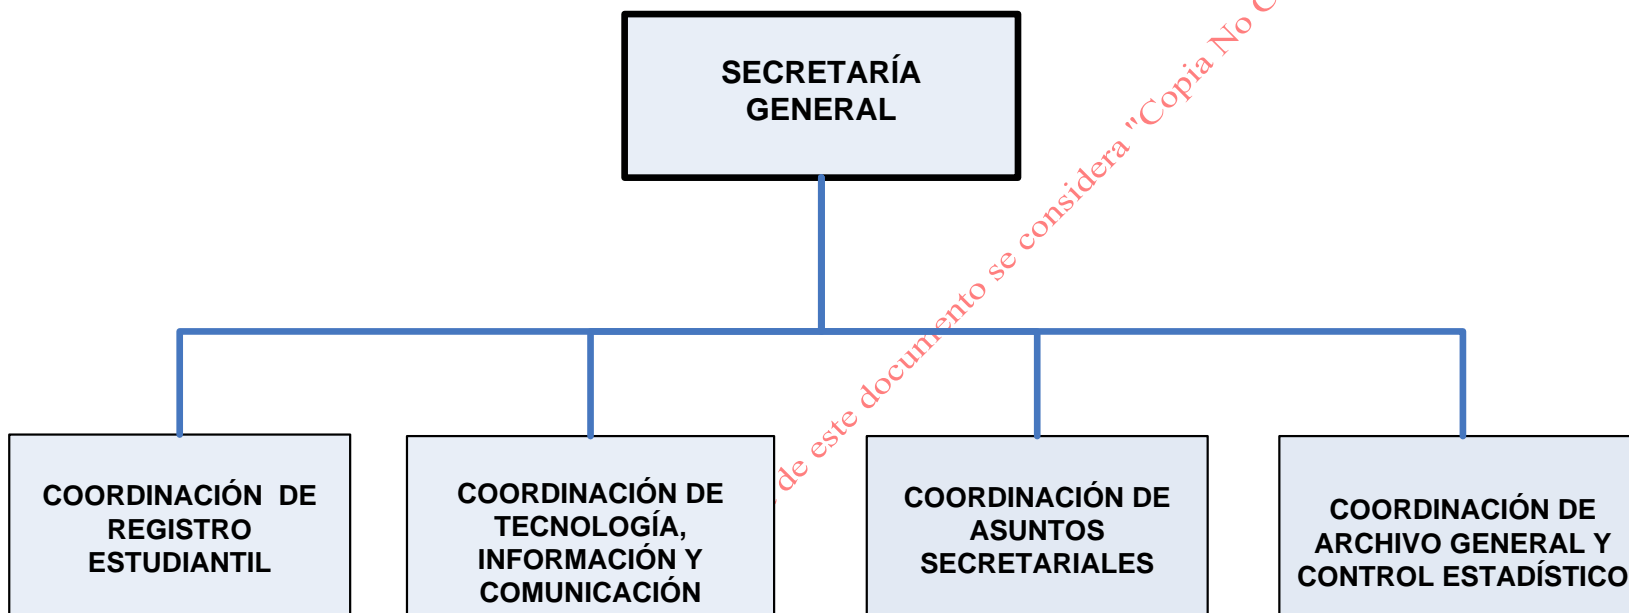 SECRETARÍA
GENERAL
de este documento se considera "Copia No C
COORDINACIÓN DE
REGISTRO
ESTUDIANTIL
COORDINACIÓN DE
TECNOLOGÍA,
INFORMACIÓN Y
COMUNICACIÓN
COORDINACIÓN DE
ASUNTOS
SECRETARIALES
COORDINACIÓN DE
ARCHIVO GENERAL Y
CONTROL ESTADÍSTICO